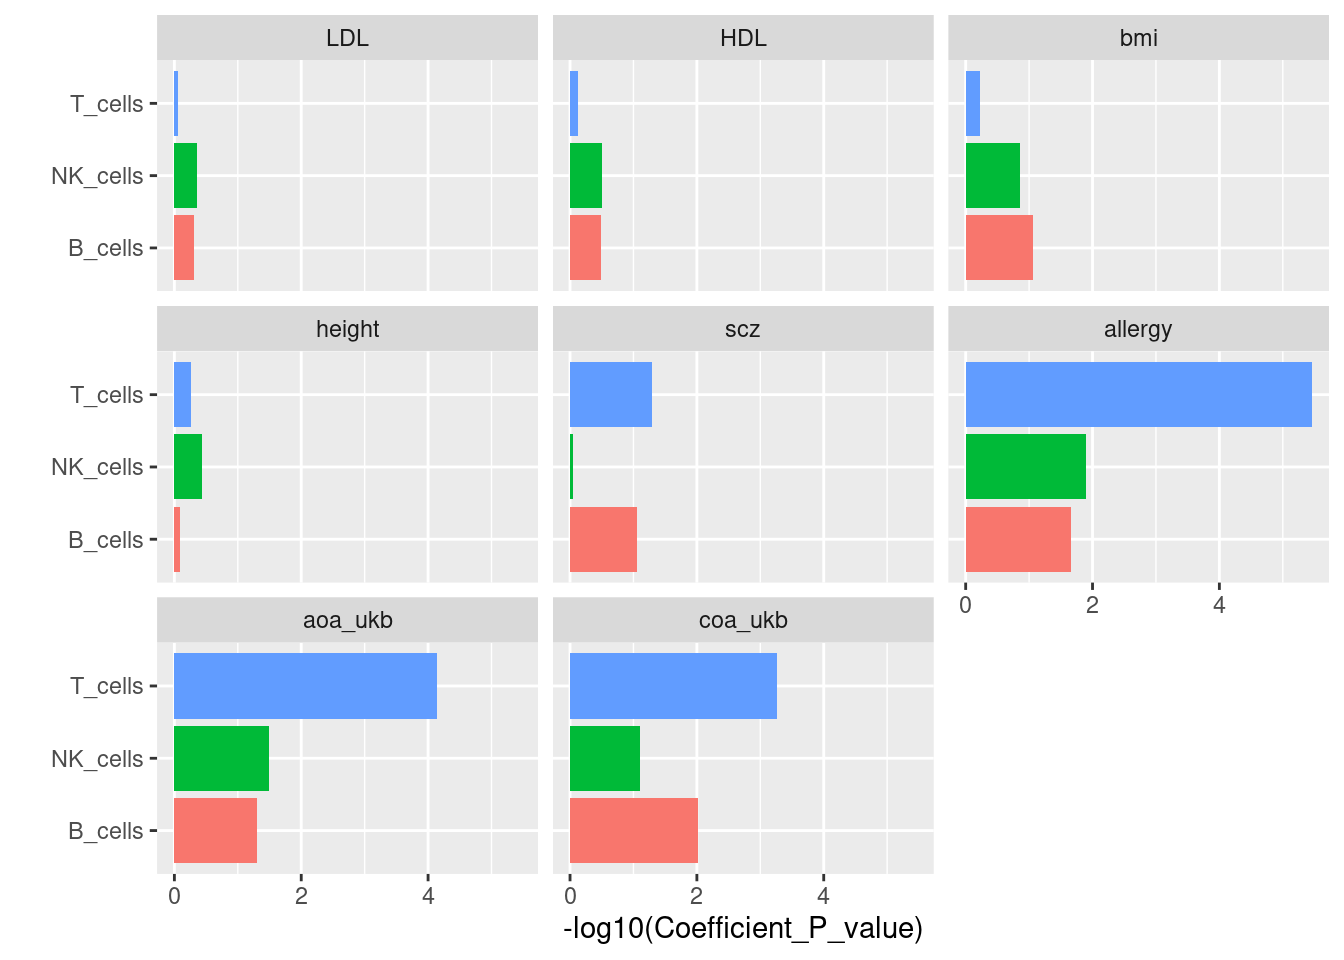 LDL
HDL
bmi
T_cells
NK_cells
B_cells
height
scz
allergy
T_cells
NK_cells
B_cells
0 2 4
aoa_ukb
coa_ukb
T_cells
NK_cells
B_cells
0 2 4
0 2 4
-log10(Coefficient_P_value)